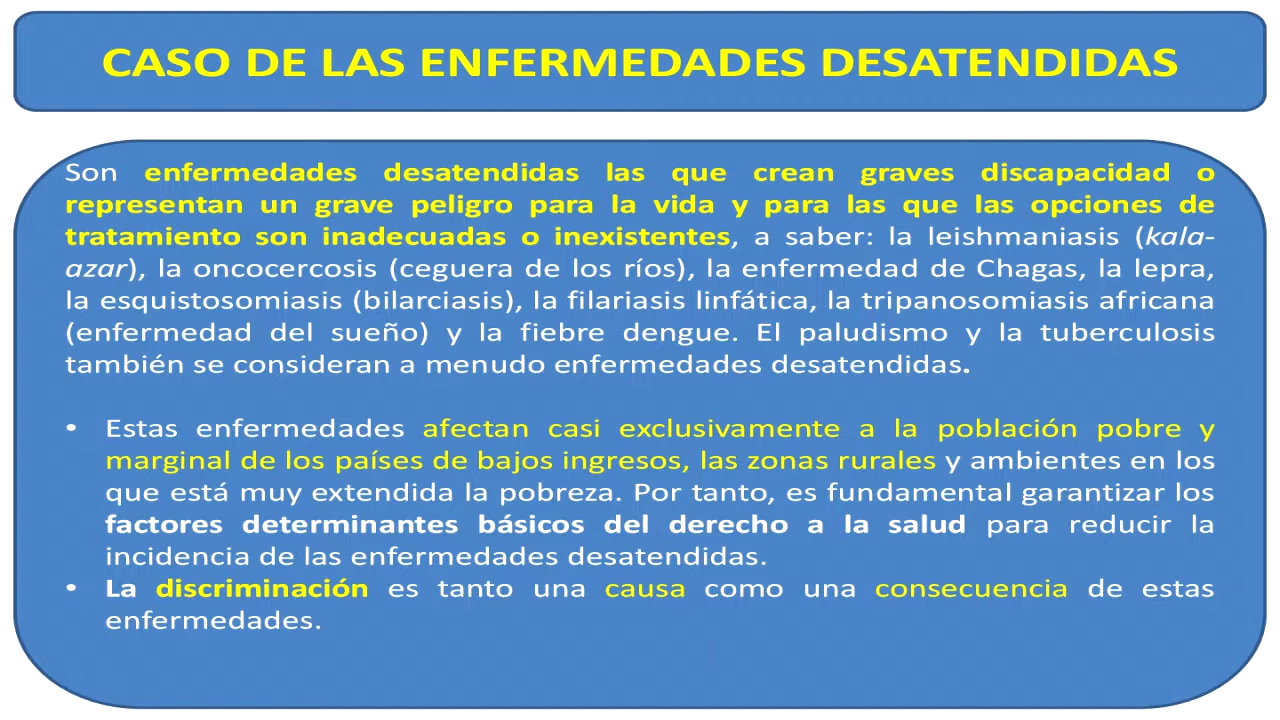 CASO DE LAS ENFERMEDADES DESATENDIDAS
Son enfermedades desatendidas las que crean graves discapacidad o
representan un grave peligro para la vida y para las que las opciones de
tratamiento son inadecuadas o inexistentes, a saber: la leishmaniasis (kala-
azar), la oncocercosis (ceguera de los ríos), la enfermedad de Chagas, la lepra,
la esquistosomiasis (bilarciasis), la filariasis linfática, la tripanosomiasis africana
(enfermedad del sueño) y la fiebre dengue. El paludismo y la tuberculosis
también se consideran a menudo enfermedades desatendidas.
• Estas enfermedades afectan casi exclusivamente a la población pobre y
marginal de los países de bajos ingresos, las zonas rurales y ambientes en los
que está muy extendida la pobreza. Por tanto, es fundamental garantizar los
factores determinantes básicos del derecho a la salud para reducir la
incidencia de las enfermedades desatendidas.
• La discriminación es tanto una causa como una consecuencia de estas
enfermedades.